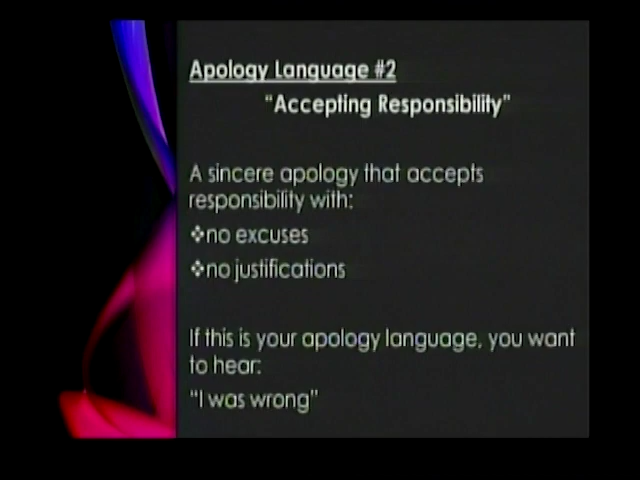 Apology Language #2
“Accepting Responsibility”
A sincere apology that accepts
responsibility with:
❖no excuses
❖no justifications
If this is your apology language, you want
to hear:
“I was wrong”